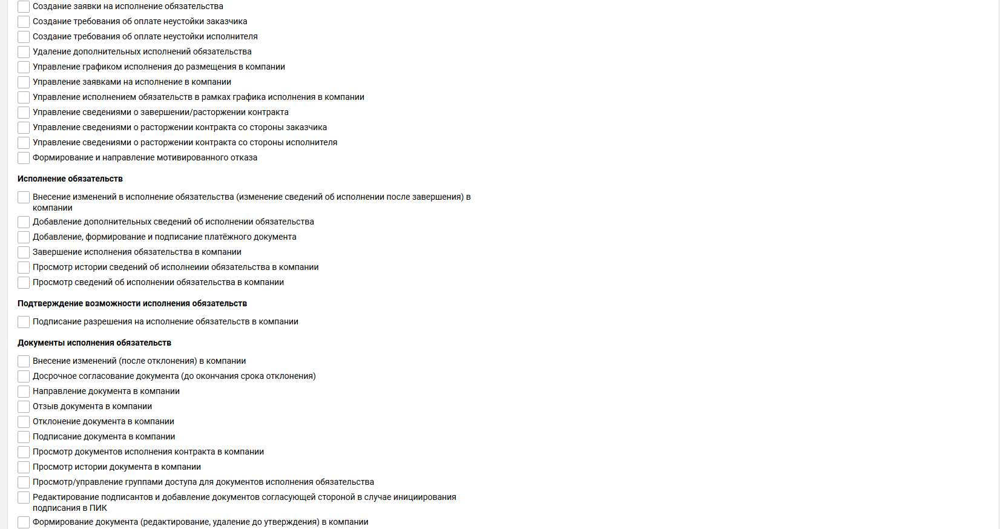 Создание заявки на исполнение обязательства
Создание требования об оплате неустойки заказчика
Создание требования об оплате неустойки исполнителя
Удаление дополнительных исполнений обязательства
Управление графиком исполнения до размещения в компании
Управление заявками на исполнение в компании
Управление исполнением обязательств в рамках графика исполнения в компании
Управление сведениями о завершении/расторжении контракта
Управление сведениями о расторжении контракта со стороны заказчика
Управление сведениями о расторжении контракта со стороны исполнителя
Формирование и направление мотивированного отказа
Исполнение обязательств
Внесение изменений в исполнение обязательства (изменение сведений об исполнении после завершения) в
компании
Добавление дополнительных сведений об исполнении обязательства
Добавление, формирование и подписание платёжного документа
Завершение исполнения обязательства в компании
Просмотр истории сведений об исполнеиии обязательства в компании
Просмотр сведений об исполнении обязательства в компании
Подтверждение возможности исполнения обязательств
Подписание разрешения на исполнение обязательств в компании
Документы исполнения обязательств
Внесение изменений (после отклонения) в компании
Досрочное согласование документа (до окончания срока отклонения)
Направление документа в компании
Отзыв документа в компании
Отклонение документа в компании
Подписание документа в компании
Просмотр документов исполнения контракта в компании
Просмотр истории документа в компании
Просмотр/управление группами доступа для документов исполнения обязательства
Редактирование подписантов и добавление документов согласующей стороной в случае инициирования
подписания в ПИК
Формирование документа (редактирование, удаление до утверждения) в компании